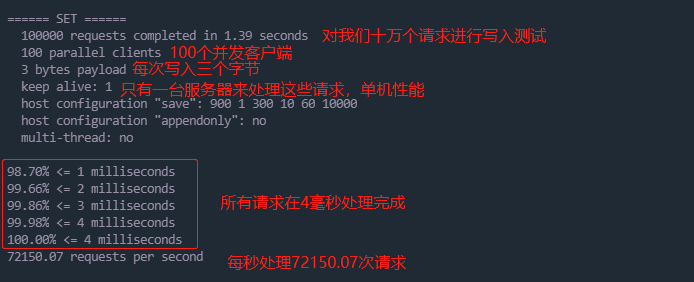 ====== SET ======
100000 requests completed in 1.39 seconds 对我们十万个请求进行写入测试
100 parallel clients 100个并发客户端
3 bytes payload 每次写入三个字节
keep alive: 1 只有一台服务器来处理这些请求，单机性能
host configuration "save": 900 1 300 10 60 10000
host configuration "appendonly": no
multi-thread: no
98.70% <= 1 milliseconds
99.66% <= 2 milliseconds
99.86% <= 3 milliseconds 所有请求在4毫秒处理完成
99.98% <= 4 milliseconds
100.00% <= 4 milliseconds
72150.07 requests per second 每秒处理72150.07次请求